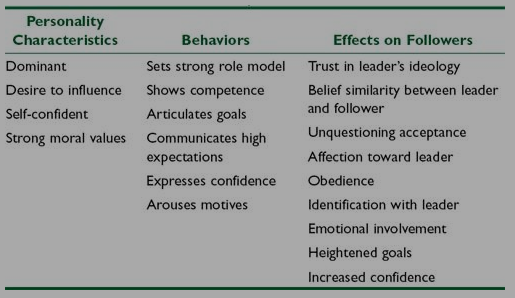 Personality
Characteristics
Behaviors
Effects on Followers
Dominant
Desire to influence
Self-confident
Strong moral values
Sets strong role model
Shows competence
Articulates goals
Communicates high
expectations
Expresses confidence
Arouses motives
Trust in leader's ideology
Belief similarity between leader
and follower
Unquestioning acceptance
Affection toward leader
Obedience
Identification with leader
Emotional involvement
Heightened goals
Increased confidence